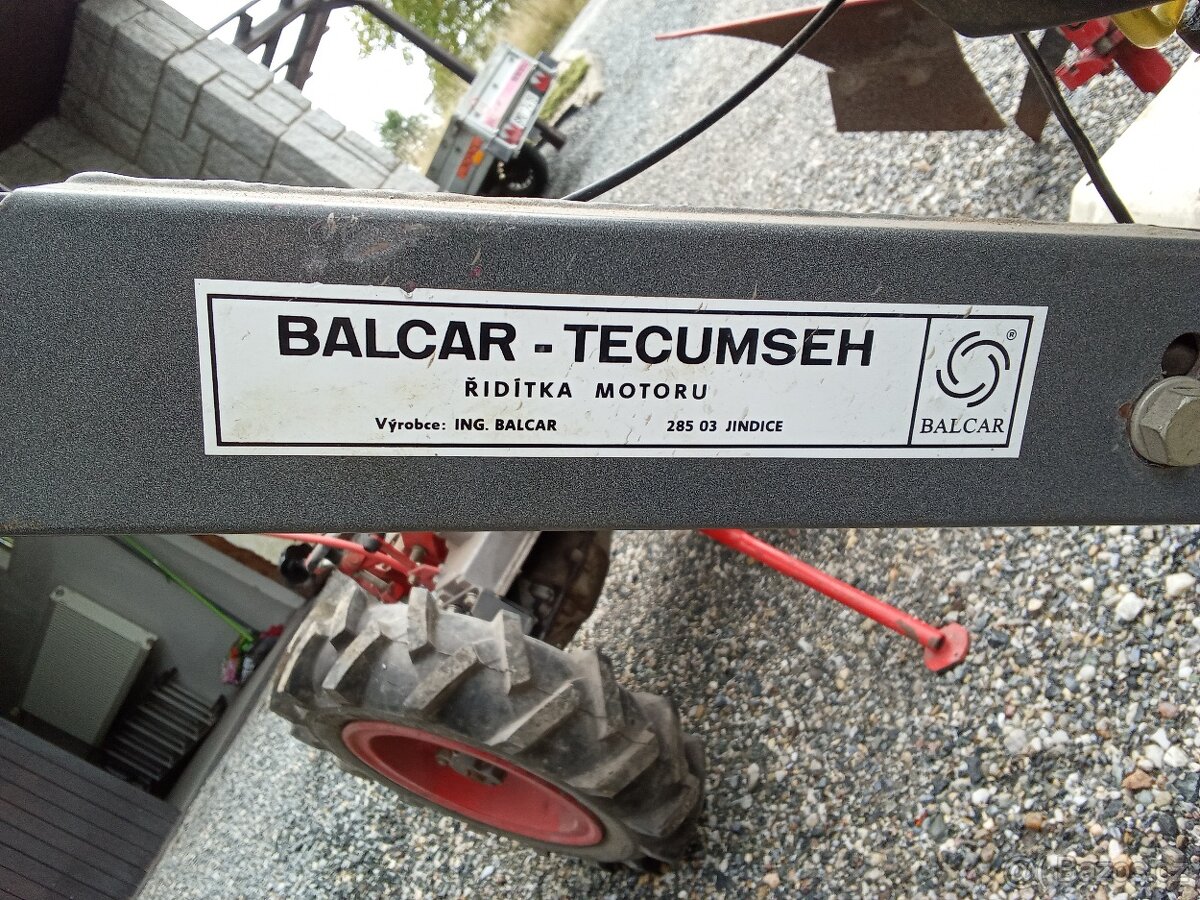 BALCAR - TECUMSEH
ŘIDÍTKA MOTORU
Výrobce: ING. BALCAR 285 03 JINDICE
®
BALCAR